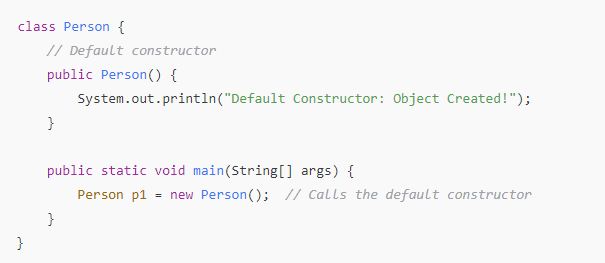 class Person {
    // Default constructor
    public Person() {
        System.out.println("Default Constructor: Object Created!");
    }

    public static void main(String[] args) {
        Person p1 = new Person();  // Calls the default constructor
    }
}